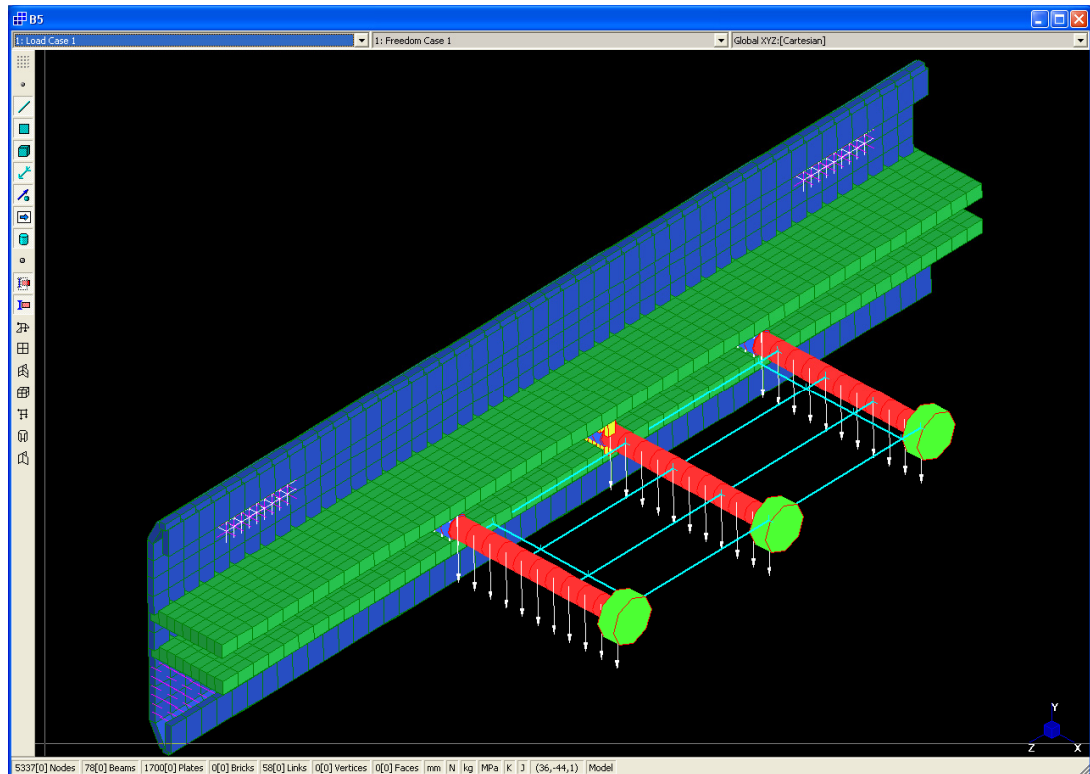 B5
1: Load Case 1 1: Freedom Case 1 Global XYZ:[Cartesian]
Y
Z X
5337[0] Nodes 78[0] Beams 1700[0] Plates 0[0] Bricks 58[0] Links 0[0] Vertices 0[0] Faces mm N kg MPa K J (36,-44,1) Model